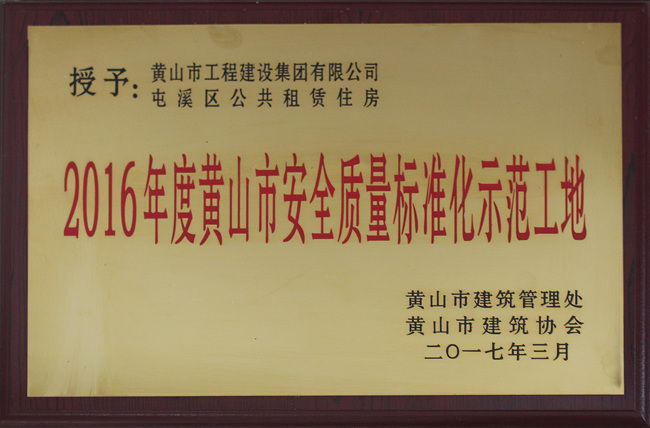 授予：黄山市工程建设集团有限公司
屯溪区公共租赁住房
2016年度黄山市安全质量标准化示范工地
黄山市建筑管理处
黄山市建筑协会
二〇一七年三月